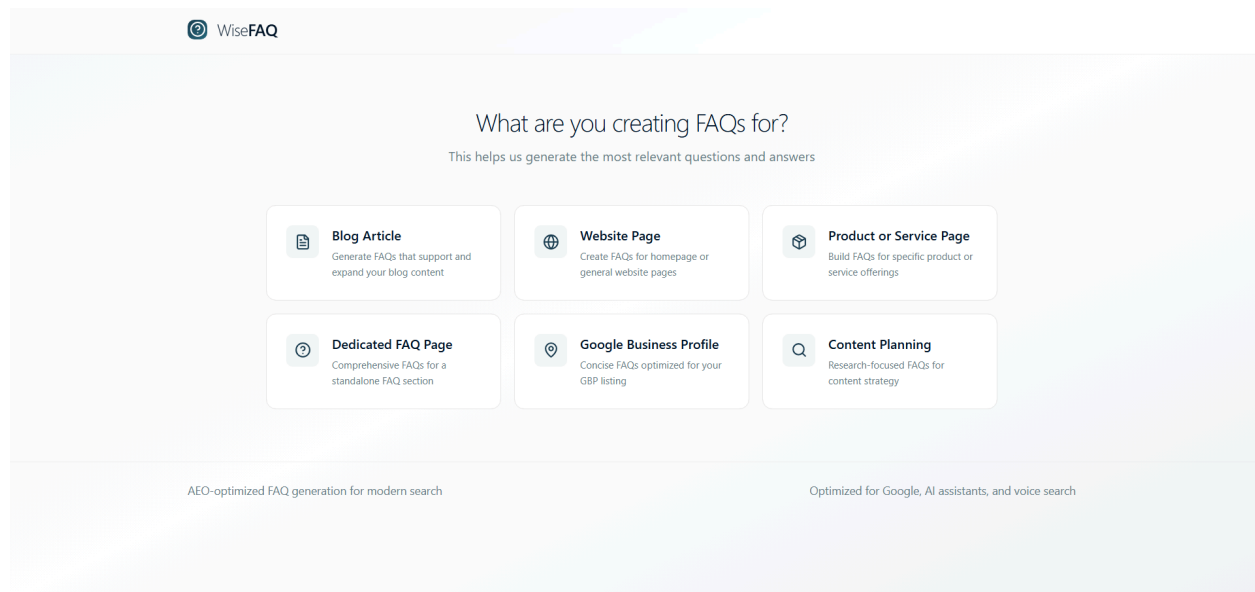 WiseFAQ
What are you creating FAQs for?
This helps us generate the most relevant questions and answers
Blog Article
Generate FAQs that support and
expand your blog content
Website Page
Create FAQs for homepage or
general website pages
Product or Service Page
Build FAQs for specific product or
service offerings
Dedicated FAQ Page
Comprehensive FAQs for a
standalone FAQ section
Google Business Profile
Concise FAQs optimized for your
GBP listing
Content Planning
Research-focused FAQs for
content strategy
AEO-optimized FAQ generation for modern search
Optimized for Google, AI assistants, and voice search